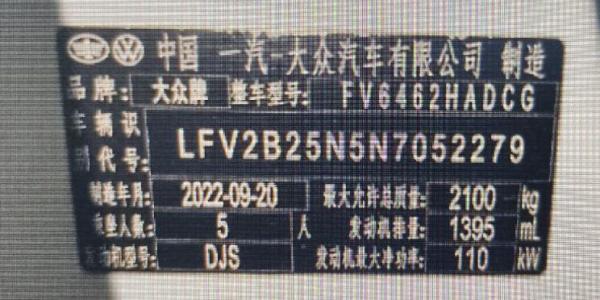 中国 一汽-大众汽车有限公司 制造
品牌: 大众牌 整车型号: FV6462HADCG
车辆识别代号: LFV2B25N5N7052279
制造年月: 2022-09-20 最大允许总质量: 2100 kg
乘坐人数: 5 人 发动机排量: 1395 mL
发动机型号: DJS 发动机最大净功率: 110 kW